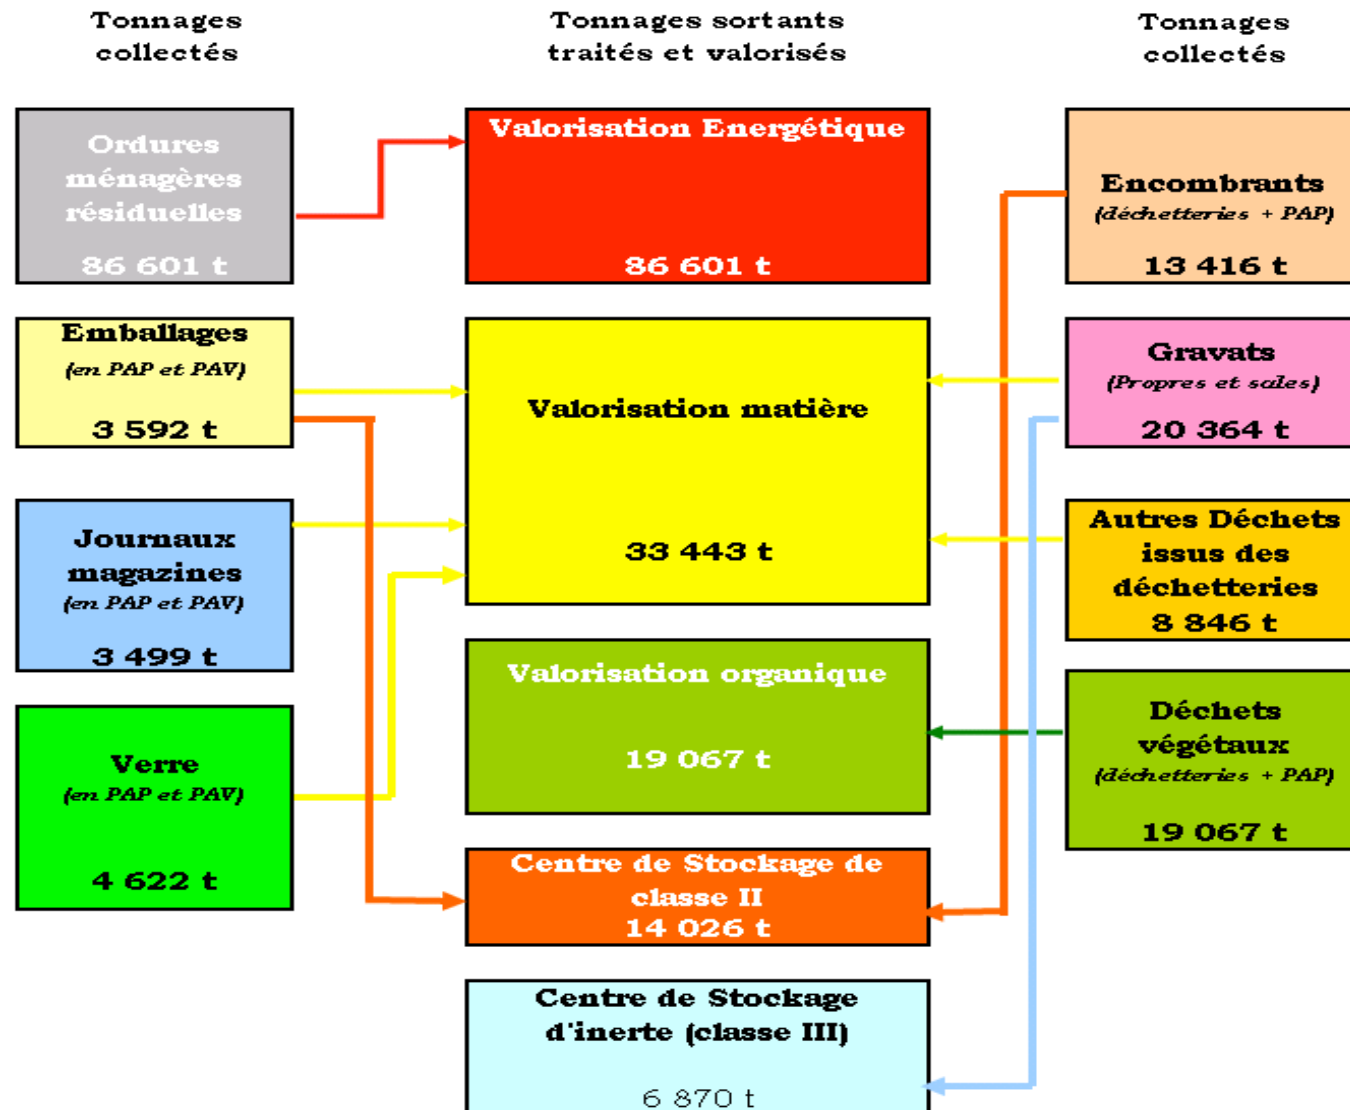 Tonnages
collectés
Tonnages sortants
traités et valorisés
Tonnages
collectés
Ordures
ménagères
résiduelles
86 601 t
Emballages
(en PAP et PAV)
3 592 t
Journaux
magazines
(en PAP et PAV)
3 499 t
Verre
(en PAP et PAV)
4 622 t
Valorisation Energétique
86 601 t
Valorisation matière
33 443 t
Valorisation organique
19 067 t
Centre de Stockage de
classe II
14 026 t
Centre de Stockage
d'inerte (classe III)
6 870 t
Encombrants
(déchetteries + PAP)
13 416 t
Gravats
(Propres et sales)
20 364 t
Autres Déchets
issus des
déchetteries
8 846 t
Déchets
végétaux
(déchetteries + PAP)
19 067 t